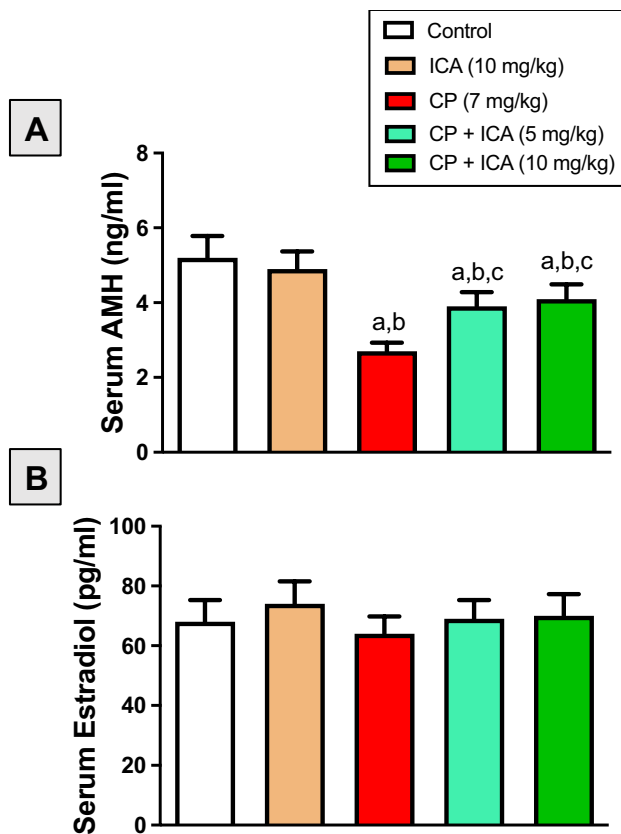 Control
ICA (10 mg/kg)
CP (7 mg/kg)
CP + ICA (5 mg/kg)
CP + ICA (10 mg/kg)
A
Serum AMH (ng/ml)
8
6
4
2
0
a,b
a,b,c
a,b,c
B
Serum Estradiol (pg/ml)
100
80
60
40
20
0